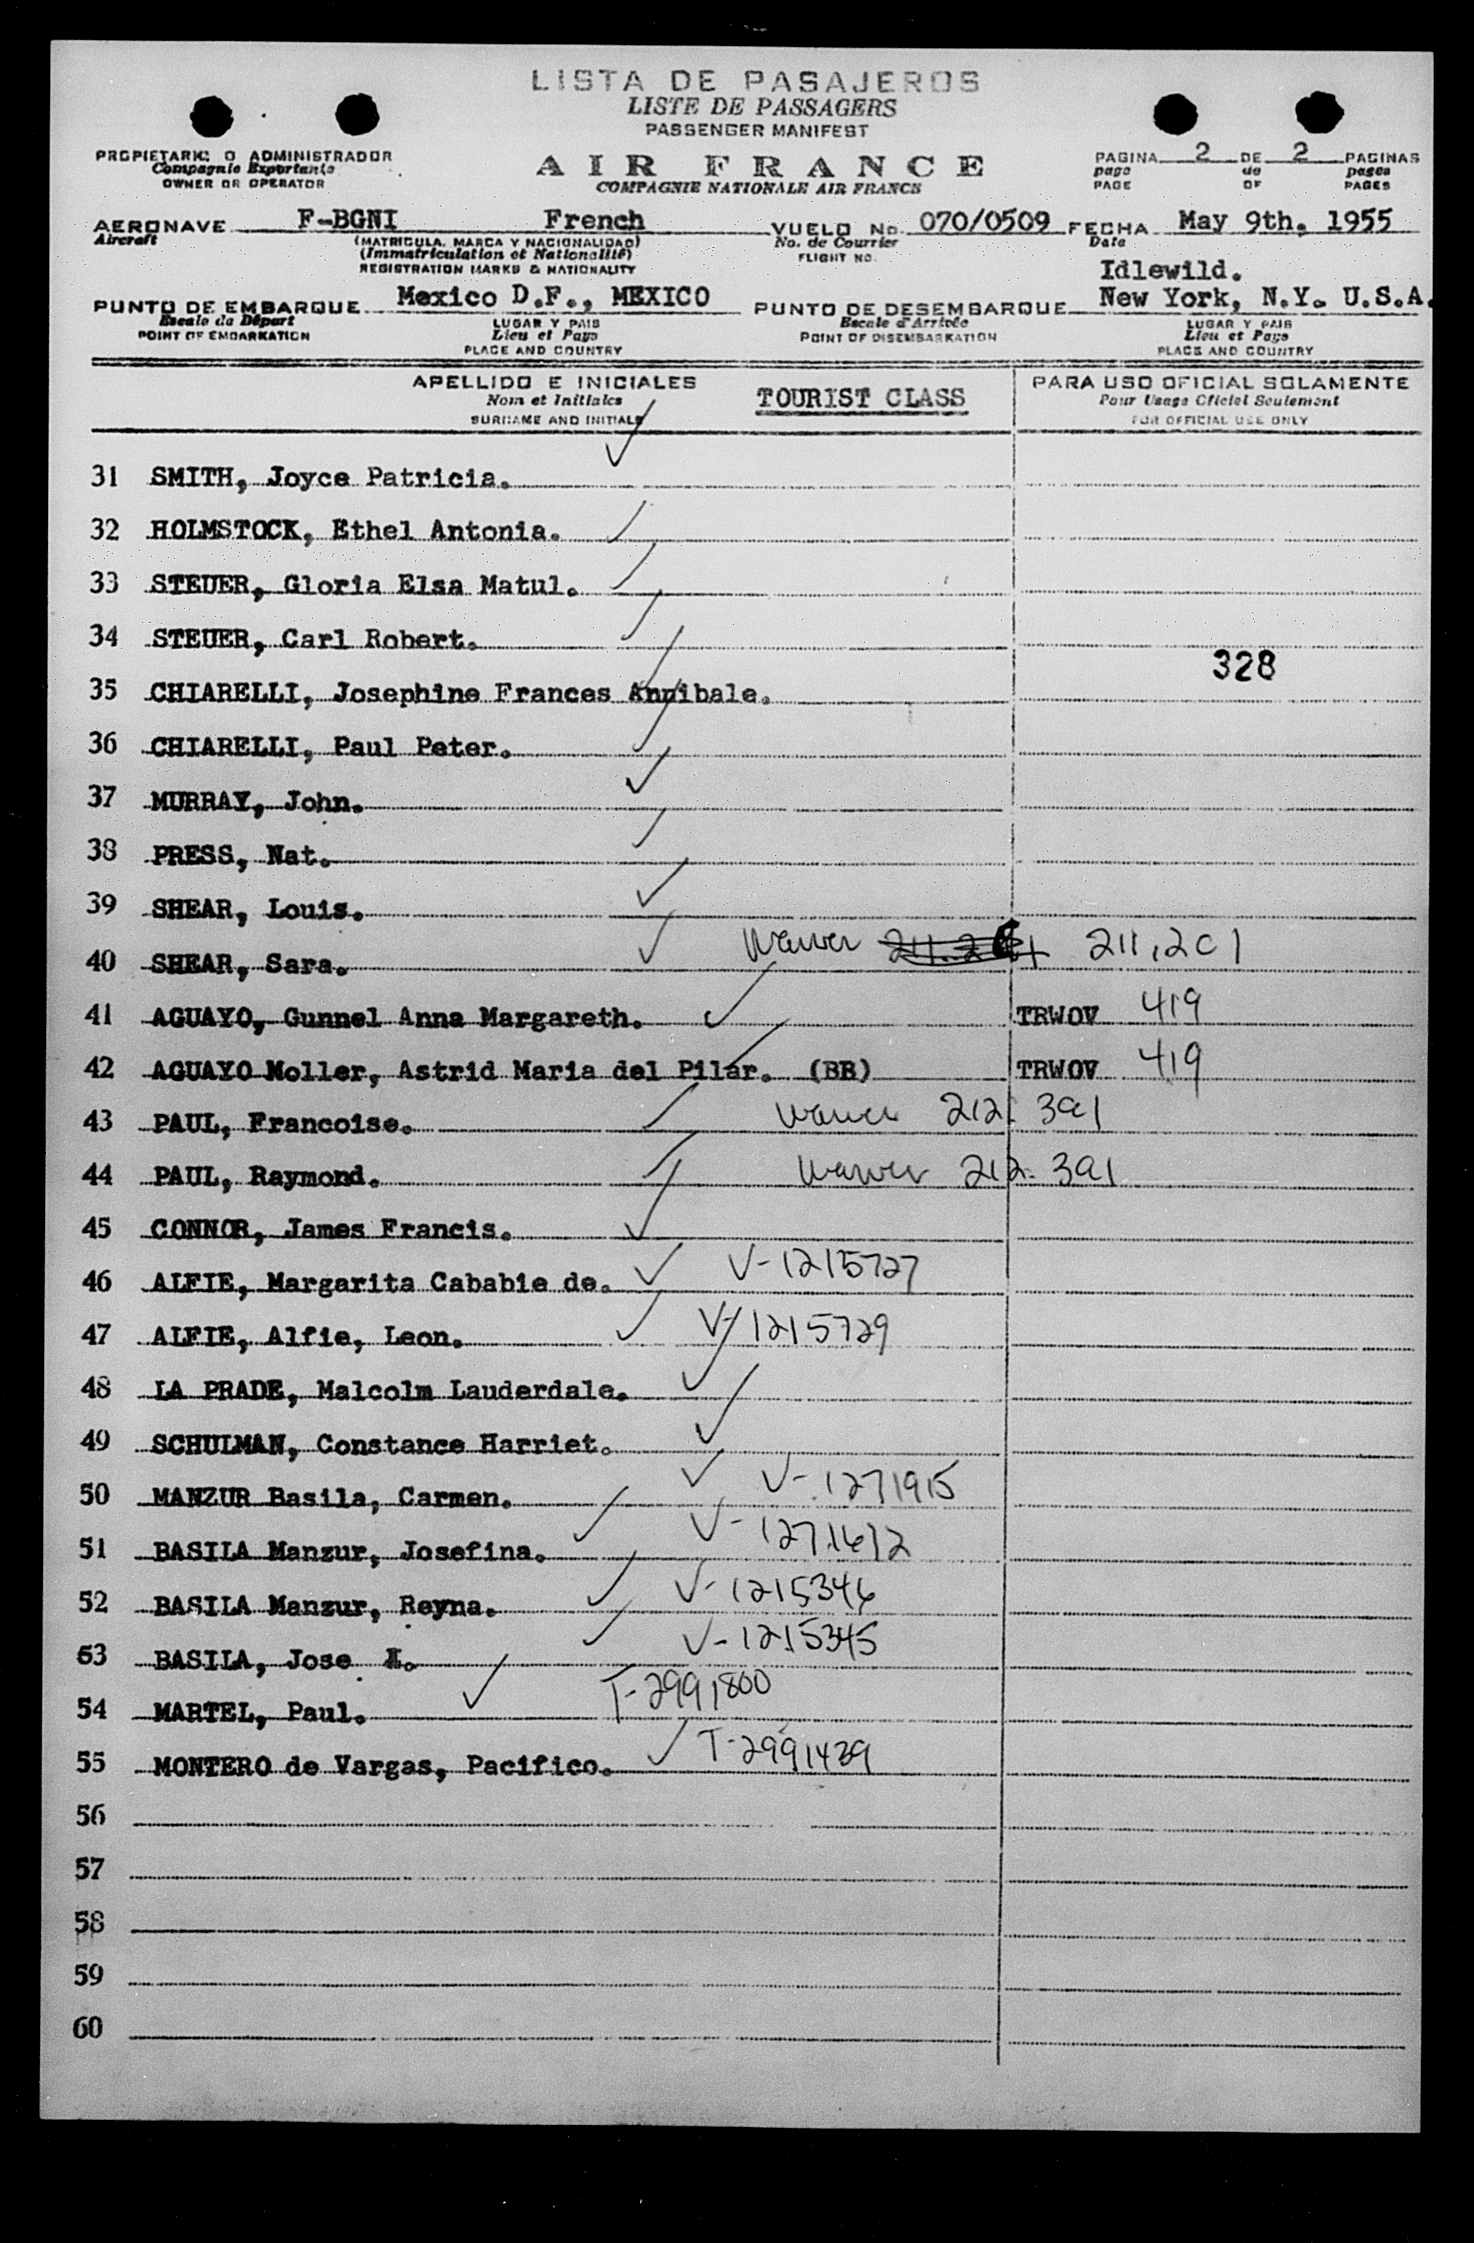 LISTA DE PASAJEROS
LISTE DE PASSAGERS
PASSENGER MANIFEST
PROPIETARIO O ADMINISTRADOR
Compagnie Exportante
OWNER OR OPERATOR
AIR FRANCE
COMPAGNIE NATIONALE AIR FRANCE
PAGINA 2 DE 2 PAGINAS
page de pages
PAGE OF PAGES
AERONAVE F-BGNI French VUELO No. 070/0509 FECHA May 9th, 1955
Aircraft (MATRICULA, MARCA Y NACIONALIDAD) No. de Courrier Date
(Immatriculation et Nationalité) FLIGHT NO.
REGISTRATION MARKS & NATIONALITY
Idlewild.
PUNTO DE EMBARQUE Mexico D.F., MEXICO PUNTO DE DESEMBARQUE New York, N.Y. U.S.A.
Escale de Départ LUGAR Y PAIS Escale d'Arrivée LUGAR Y PAIS
POINT OF EMBARKATION Lieu et Pays POINT OF DISEMBARKATION Lieu et Pays
PLACE AND COUNTRY PLACE AND COUNTRY
APELLIDO E INICIALES TOURIST CLASS PARA USO OFICIAL SOLAMENTE
Nom et Initiales Pour Usage Oficiel Seulement
SURNAME AND INITIALS FOR OFFICIAL USE ONLY
31 SMITH, Joyce Patricia.
32 HOLMSTOCK, Ethel Antonia.
33 STEUER, Gloria Elsa Matul.
34 STEUER, Carl Robert.
328
35 CHIARELLI, Josephine Frances Annibale.
36 CHIARELLI, Paul Peter.
37 MURRAY, John.
38 PRESS, Nat.
39 SHEAR, Louis.
40 SHEAR, Sara. Waiver 211.2c1
41 AGUAYO, Gunnel Anna Margareth. TRWOV 419
42 AGUAYO Moller, Astrid Maria del Pilar. (BB) TRWOV 419
43 PAUL, Francoise. Waiver 212.3a1
44 PAUL, Raymond. Waiver 212.3a1
45 CONNOR, James Francis.
46 ALFIE, Margarita Cababie de. V-1215727
47 ALFIE, Alfie, Leon. V-1215729
48 LA PRADE, Malcolm Lauderdale.
49 SCHULMAN, Constance Harriet.
50 MANZUR Basila, Carmen. V-1271915
51 BASILA Manzur, Josefina. V-1271612
52 BASILA Manzur, Reyna. V-1215346
53 BASILA, Jose V-1215345
54 MARTEL, Paul. T-2991800
55 MONTERO de Vargas, Pacifico. T-2991439
56
57
58
59
60